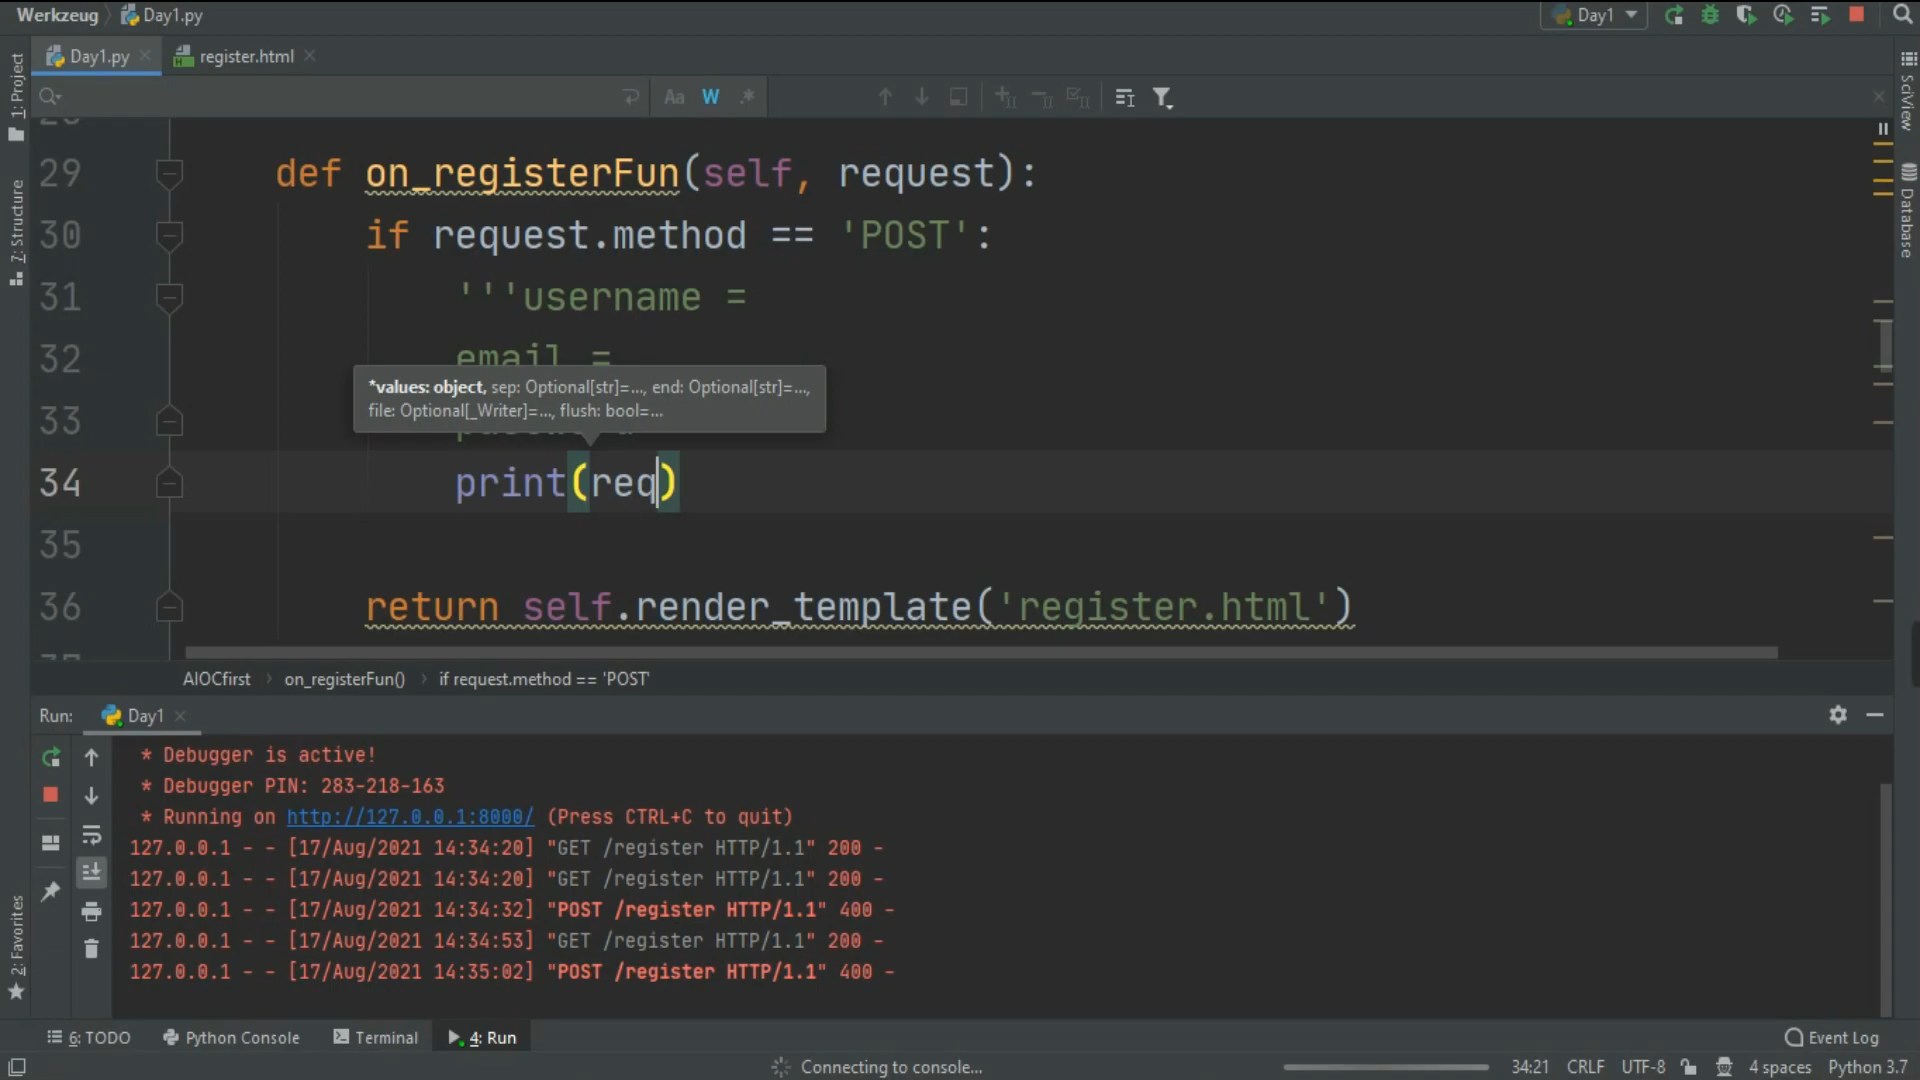 Werkzeug Day1.py Day1
Day1.py register.html
Aa W .*
1: Project
7: Structure
2: Favorites
SciView
Database
29 def on_registerFun(self, request):
30 if request.method == 'POST':
31 '''username =
32 email =
*values: object, sep: Optional[str]=..., end: Optional[str]=...,
file: Optional[_Writer]=..., flush: bool=...
33
34 print(req)
35
36 return self.render_template('register.html')
AIOCfirst on_registerFun() if request.method == 'POST'
Run: Day1
* Debugger is active!
* Debugger PIN: 283-218-163
* Running on http://127.0.0.1:8000/ (Press CTRL+C to quit)
127.0.0.1 - - [17/Aug/2021 14:34:20] "GET /register HTTP/1.1" 200 -
127.0.0.1 - - [17/Aug/2021 14:34:20] "GET /register HTTP/1.1" 200 -
127.0.0.1 - - [17/Aug/2021 14:34:32] "POST /register HTTP/1.1" 400 -
127.0.0.1 - - [17/Aug/2021 14:34:53] "GET /register HTTP/1.1" 200 -
127.0.0.1 - - [17/Aug/2021 14:35:02] "POST /register HTTP/1.1" 400 -
6: TODO Python Console Terminal 4: Run Event Log
Connecting to console... 34:21 CRLF UTF-8 4 spaces Python 3.7